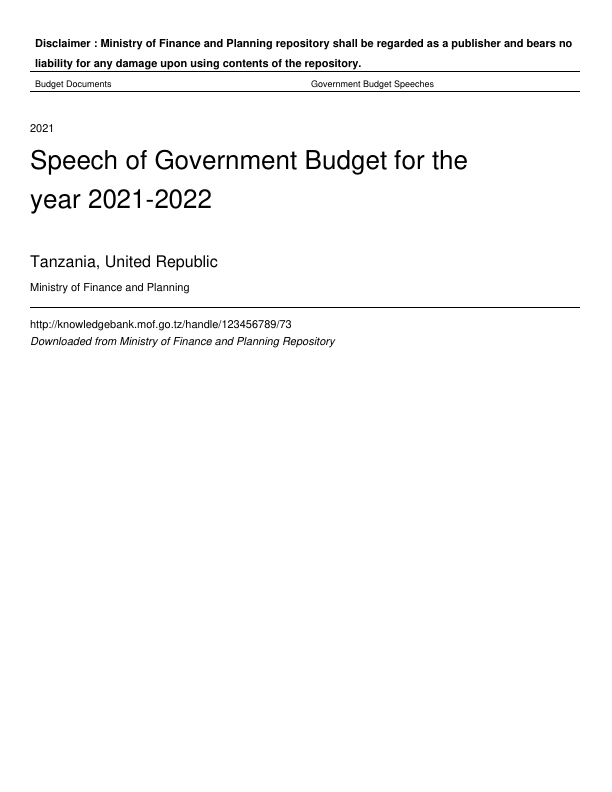 Disclaimer : Ministry of Finance and Planning repository shall be regarded as a publisher and bears no
liability for any damage upon using contents of the repository.
Budget Documents Government Budget Speeches
2021
Speech of Government Budget for the
year 2021-2022
Tanzania, United Republic
Ministry of Finance and Planning
http://knowledgebank.mof.go.tz/handle/123456789/73
Downloaded from Ministry of Finance and Planning Repository